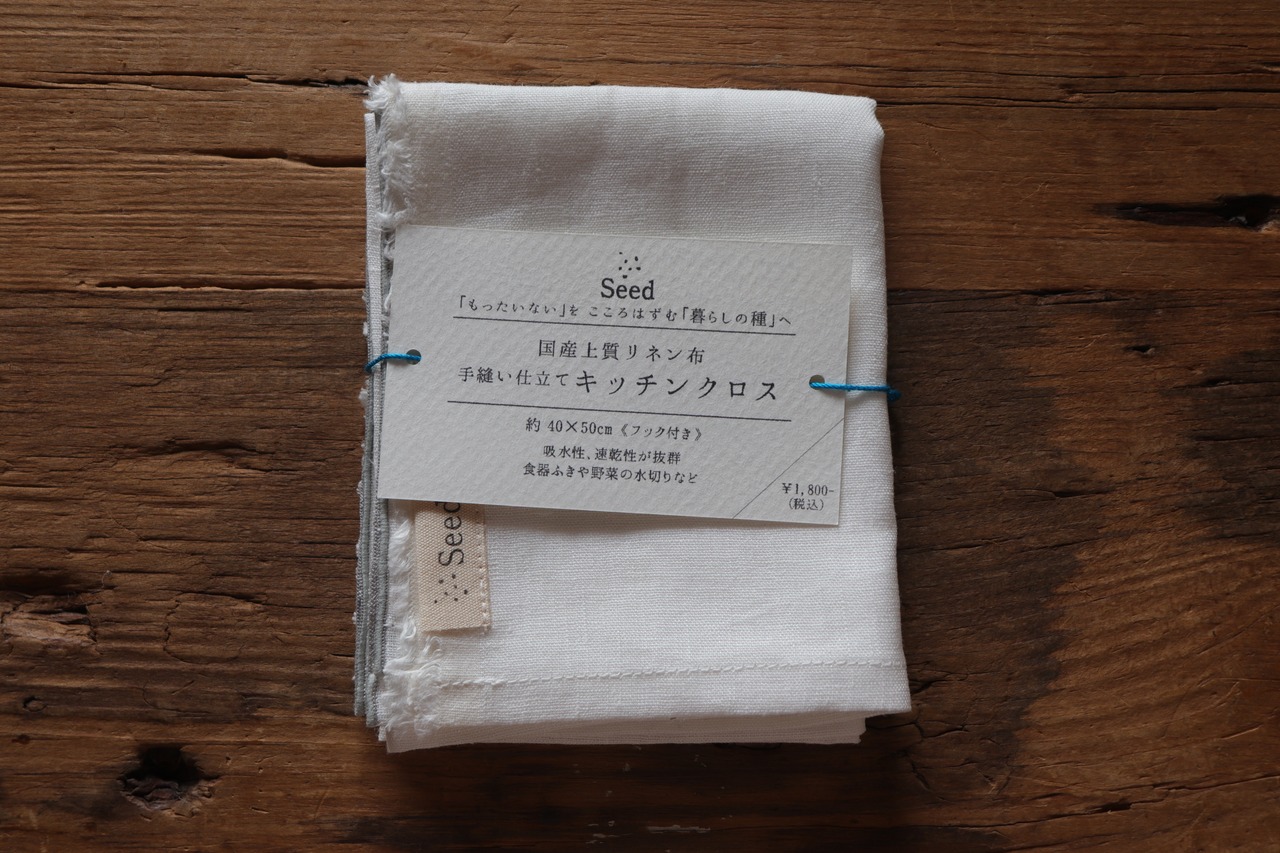 Seed
「もったいない」を こころはずむ「暮らしの種」へ
国産上質リネン布
手縫い仕立てキッチンクロス
約 40×50cm《フック付き》
吸水性、速乾性が抜群
食器ふきや野菜の水切りなど
¥1,800-
(税込)
Seed